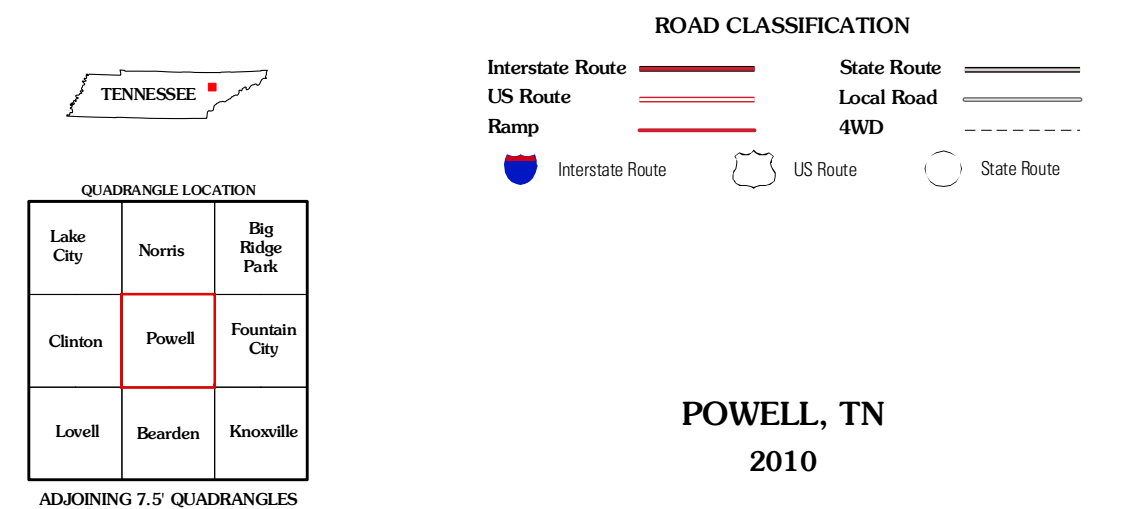 TENNESSEE
QUADRANGLE LOCATION
Lake
City
Norris
Big
Ridge
Park
Clinton
Powell
Fountain
City
Lovell
Bearden
Knoxville
ADJOINING 7.5' QUADRANGLES
ROAD CLASSIFICATION
Interstate Route
State Route
US Route
Local Road
Ramp
4WD
Interstate Route
US Route
State Route
POWELL, TN
2010